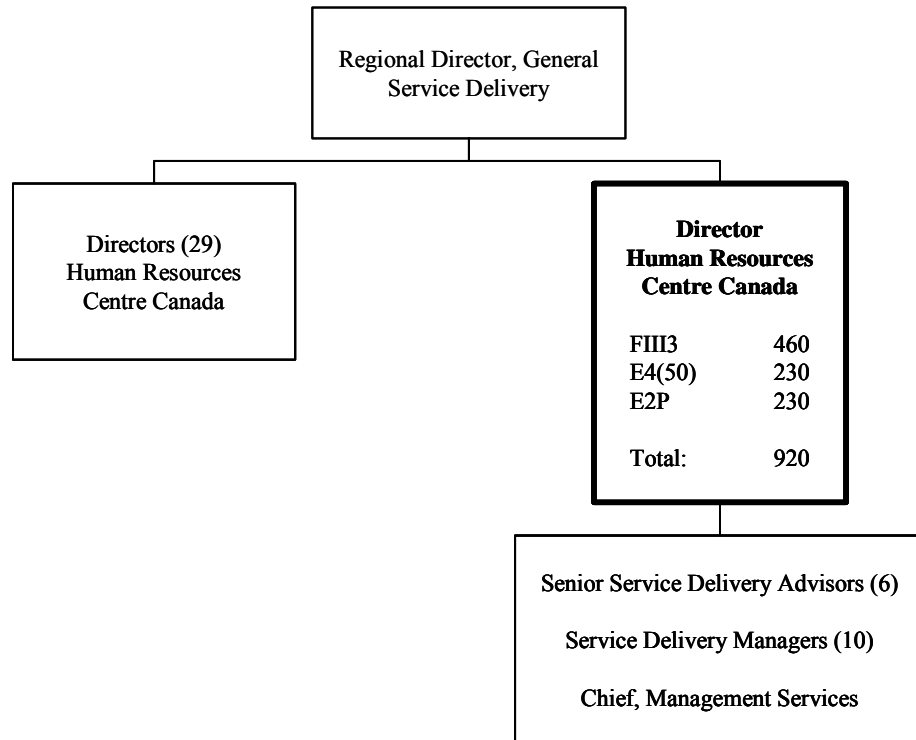 Regional Director, General
Service Delivery
Directors (29)
Human Resources
Centre Canada
Director
Human Resources
Centre Canada
FIII3 460
E4(50) 230
E2P 230
Total: 920
Senior Service Delivery Advisors (6)
Service Delivery Managers (10)
Chief, Management Services